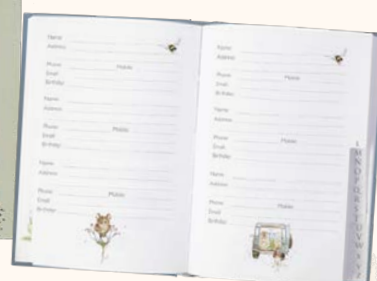 Name:
Address:
Phone: Mobile:
Email:
Birthday:
Name:
Address:
Phone: Mobile:
Email:
Birthday:
Name:
Address:
Phone: Mobile:
Email:
Birthday:
Name:
Address:
Phone: Mobile:
Email:
Birthday:
Name:
Address:
Phone: Mobile:
Email:
Birthday:
Name:
Address:
Phone: Mobile:
Email:
Birthday:
M
N
O
P
Q
R
S
T
U
V
W
X
Y
Z